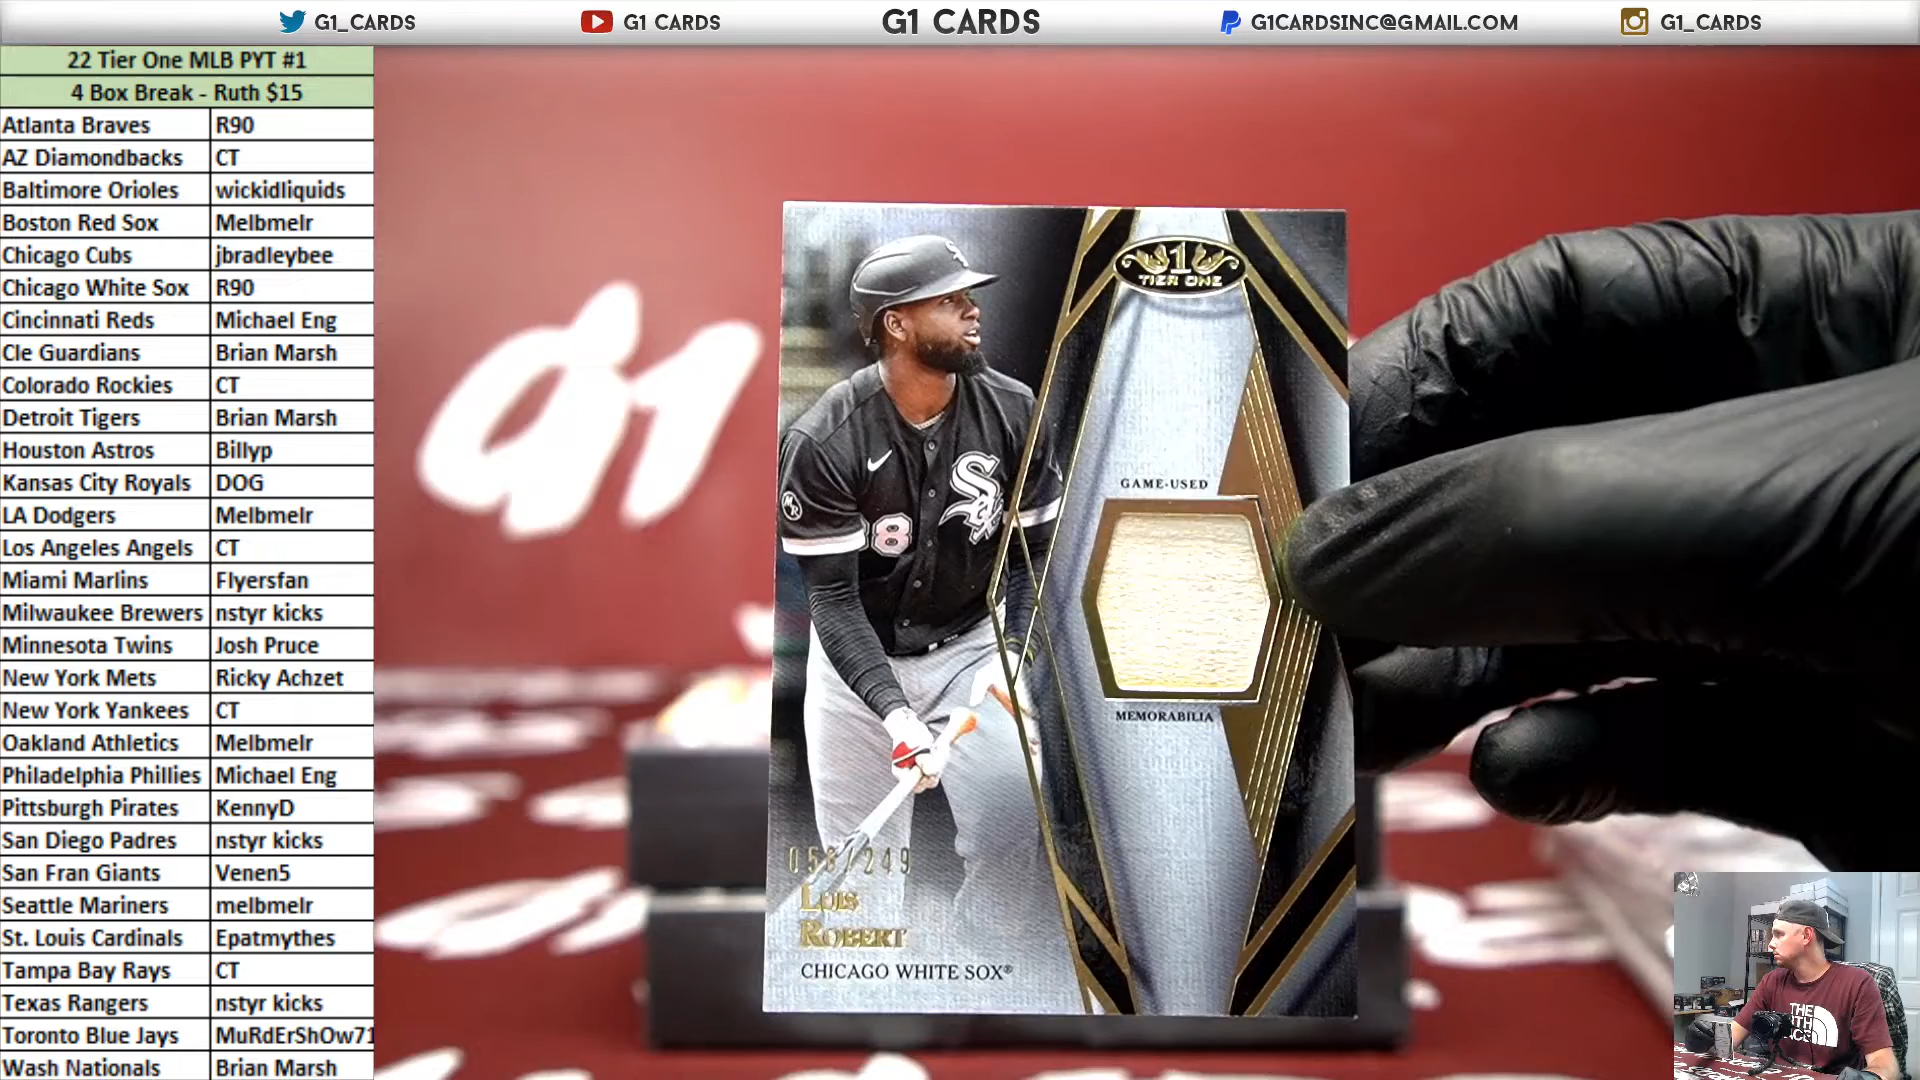 G1_CARDS
G1 CARDS
G1 CARDS
G1CARDSINC@GMAIL.COM
G1_CARDS
22 Tier One MLB PYT #1
4 Box Break - Ruth $15
Atlanta Braves R90
AZ Diamondbacks CT
Baltimore Orioles wickidliquids
Boston Red Sox Melbmelr
Chicago Cubs jbradleybee
Chicago White Sox R90
Cincinnati Reds Michael Eng
Cle Guardians Brian Marsh
Colorado Rockies CT
Detroit Tigers Brian Marsh
Houston Astros Billyp
Kansas City Royals DOG
LA Dodgers Melbmelr
Los Angeles Angels CT
Miami Marlins Flyersfan
Milwaukee Brewers nstyr kicks
Minnesota Twins Josh Pruce
New York Mets Ricky Achzet
New York Yankees CT
Oakland Athletics Melbmelr
Philadelphia Phillies Michael Eng
Pittsburgh Pirates KennyD
San Diego Padres nstyr kicks
San Fran Giants Venen5
Seattle Mariners melbmelr
St. Louis Cardinals Epatmythes
Tampa Bay Rays CT
Texas Rangers nstyr kicks
Toronto Blue Jays MuRdErShOw71
Wash Nationals Brian Marsh
G1
1
TIER ONE
Sox
88
GAME-USED
MEMORABILIA
LUIS
ROBERT
CHICAGO WHITE SOX®
THE